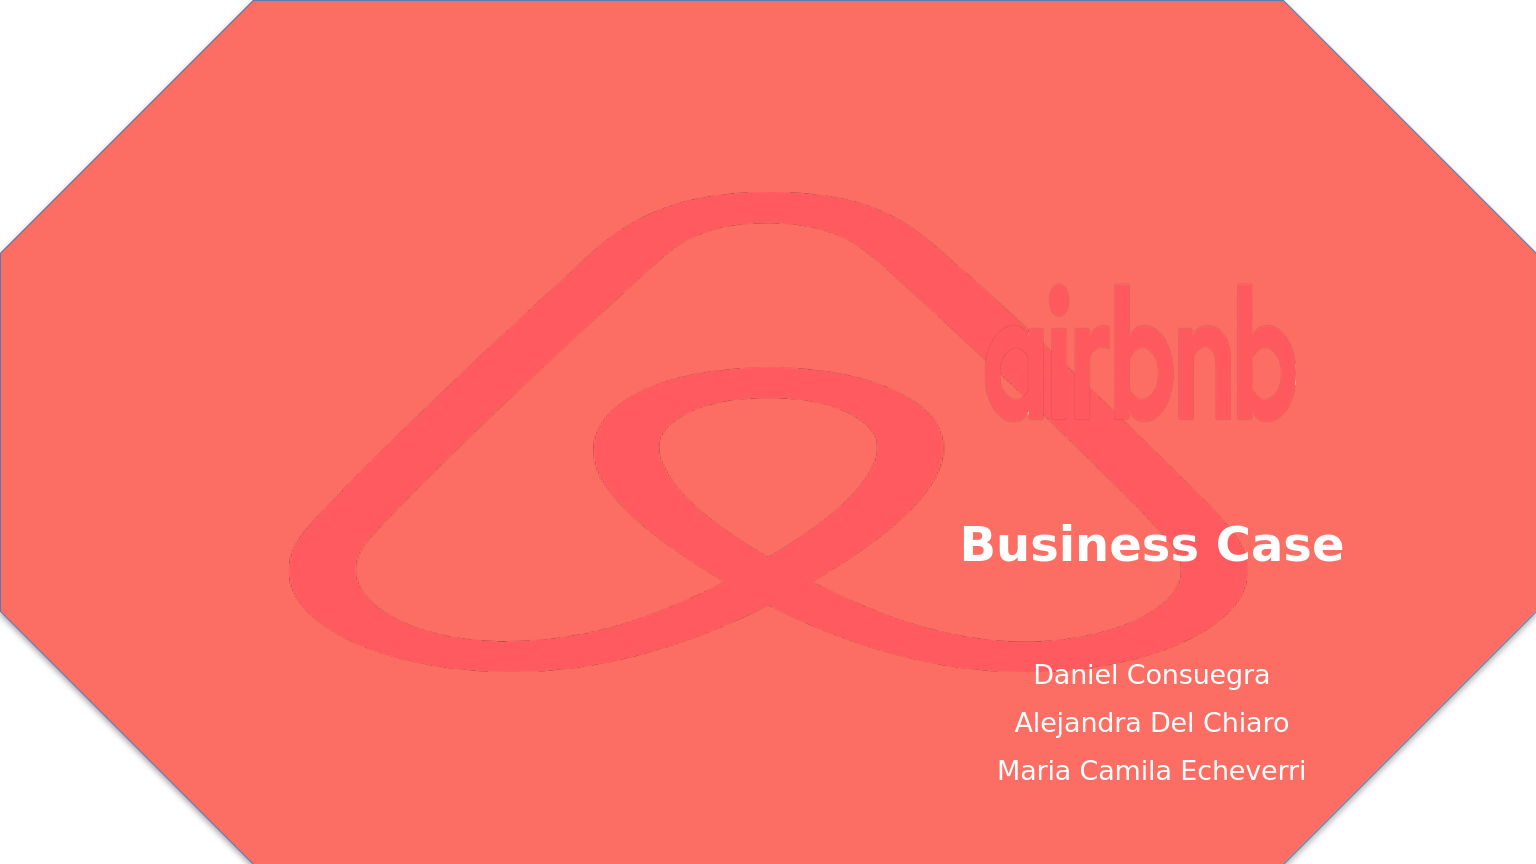 airbnb
Business Case
Daniel Consuegra
Alejandra Del Chiaro
Maria Camila Echeverri